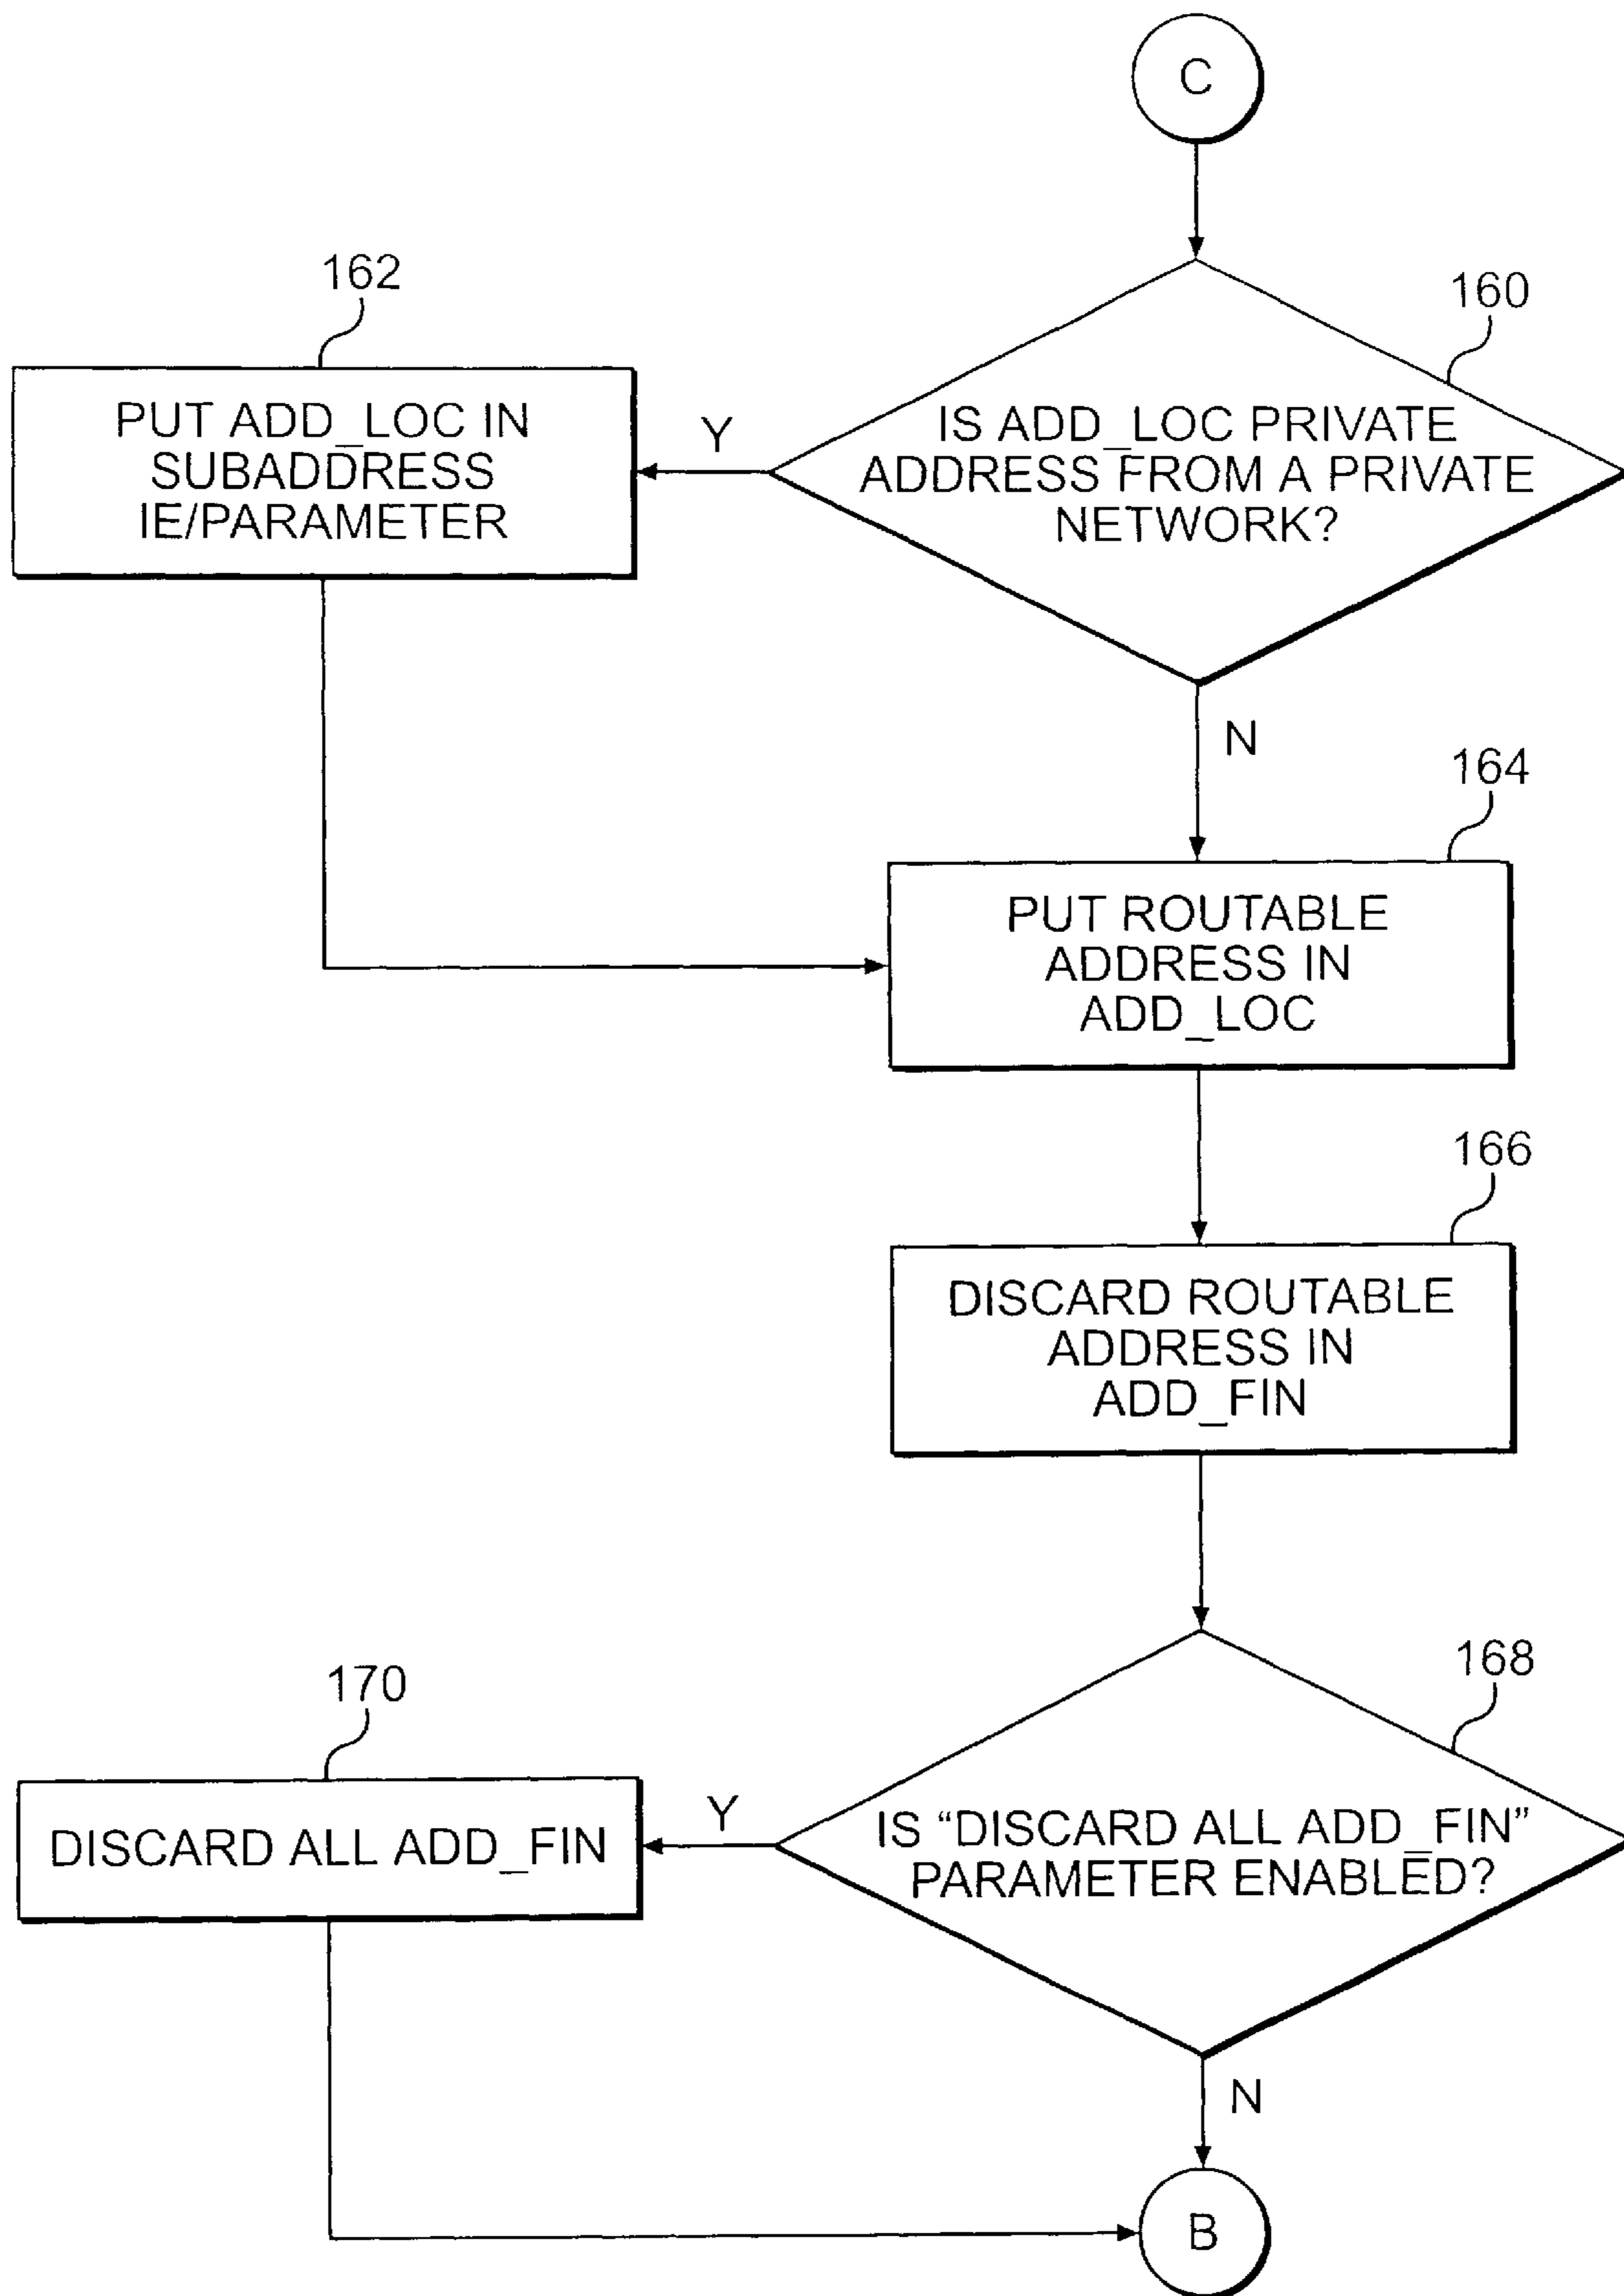 C
160
IS ADD_LOC PRIVATE
ADDRESS FROM A PRIVATE
NETWORK?
Y
162
PUT ADD_LOC IN
SUBADDRESS
IE/PARAMETER
N
164
PUT ROUTABLE
ADDRESS IN
ADD_LOC
166
DISCARD ROUTABLE
ADDRESS IN
ADD_FIN
168
IS “DISCARD ALL ADD_FIN”
PARAMETER ENABLED?
Y
170
DISCARD ALL ADD_FIN
N
B